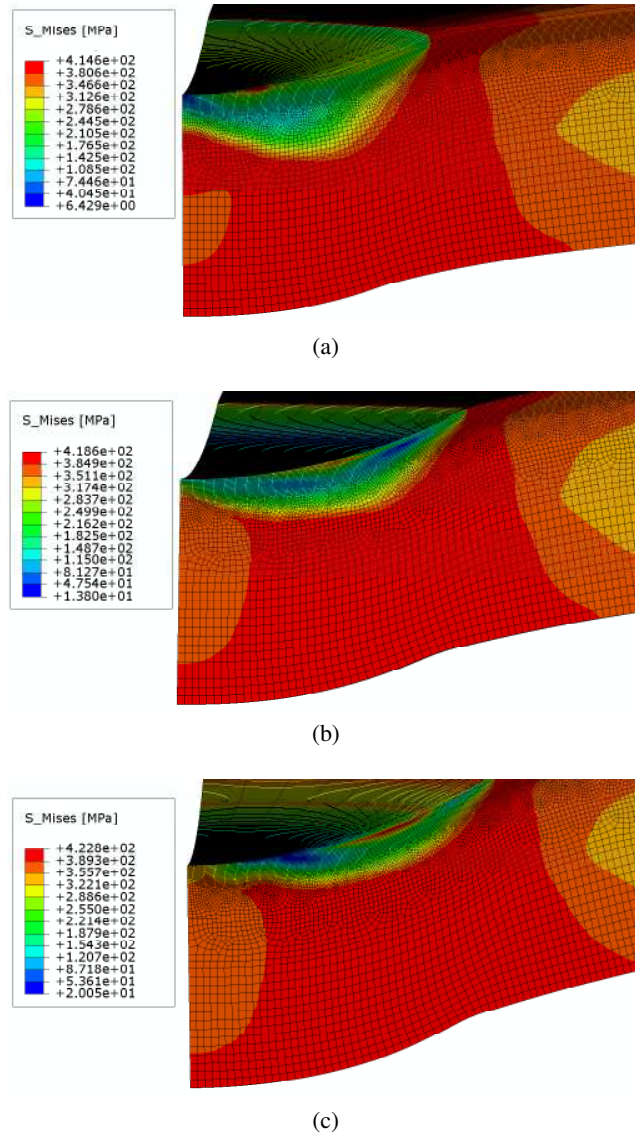 S_Mises [MPa]
+4.146e+02
+3.806e+02
+3.466e+02
+3.126e+02
+2.786e+02
+2.445e+02
+2.105e+02
+1.765e+02
+1.425e+02
+1.085e+02
+7.446e+01
+4.045e+01
+6.429e+00
(a)
S_Mises [MPa]
+4.186e+02
+3.849e+02
+3.511e+02
+3.174e+02
+2.837e+02
+2.499e+02
+2.162e+02
+1.825e+02
+1.487e+02
+1.150e+02
+8.127e+01
+4.754e+01
+1.380e+01
(b)
S_Mises [MPa]
+4.228e+02
+3.893e+02
+3.557e+02
+3.221e+02
+2.886e+02
+2.550e+02
+2.214e+02
+1.879e+02
+1.543e+02
+1.207e+02
+8.718e+01
+5.361e+01
+2.005e+01
(c)